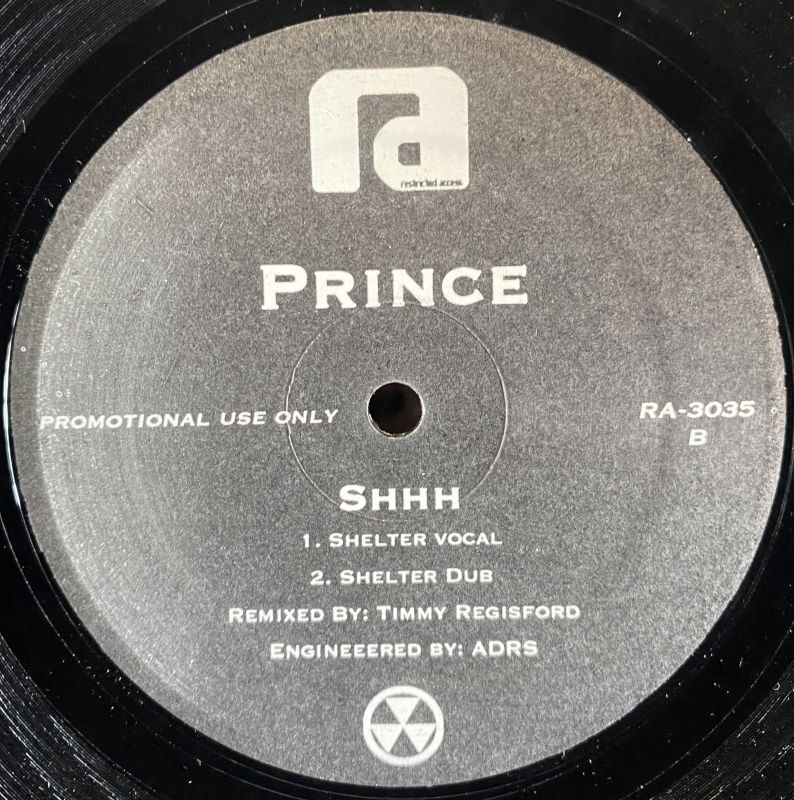 ra
restricted access
PRINCE
PROMOTIONAL USE ONLY
RA-3035
B
SHHH
1. SHELTER VOCAL
2. SHELTER DUB
REMIXED BY: TIMMY REGISFORD
ENGINEEERED BY: ADRS